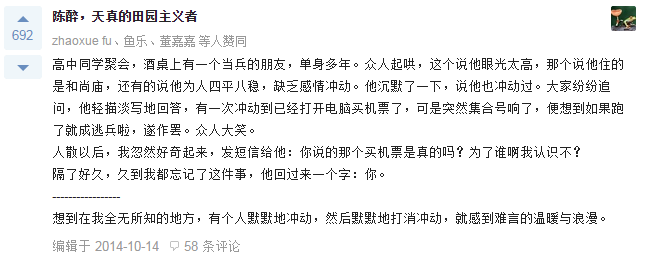 陈醉，天真的田园主义者
692
zhaoxue fu、鱼乐、董嘉嘉 等人赞同
高中同学聚会，酒桌上有一个当兵的朋友，单身多年。众人起哄，这个说他眼光太高，那个说他住的
是和尚庙，还有的说他为人四平八稳，缺乏感情冲动。他沉默了一下，说他也冲动过。大家纷纷追
问，他轻描淡写地回答，有一次冲动到已经打开电脑买机票了，可是突然集合号响了，便想到如果跑
了就成逃兵啦，遂作罢。众人大笑。
人散以后，我忽然好奇起来，发短信给他：你说的那个买机票是真的吗？为了谁啊我认识不？
隔了好久，久到我都忘记了这件事，他回过来一个字：你。
-----------------
想到在我全无所知的地方，有个人默默地冲动，然后默默地打消冲动，就感到难言的温暖与浪漫。
编辑于 2014-10-14 58 条评论